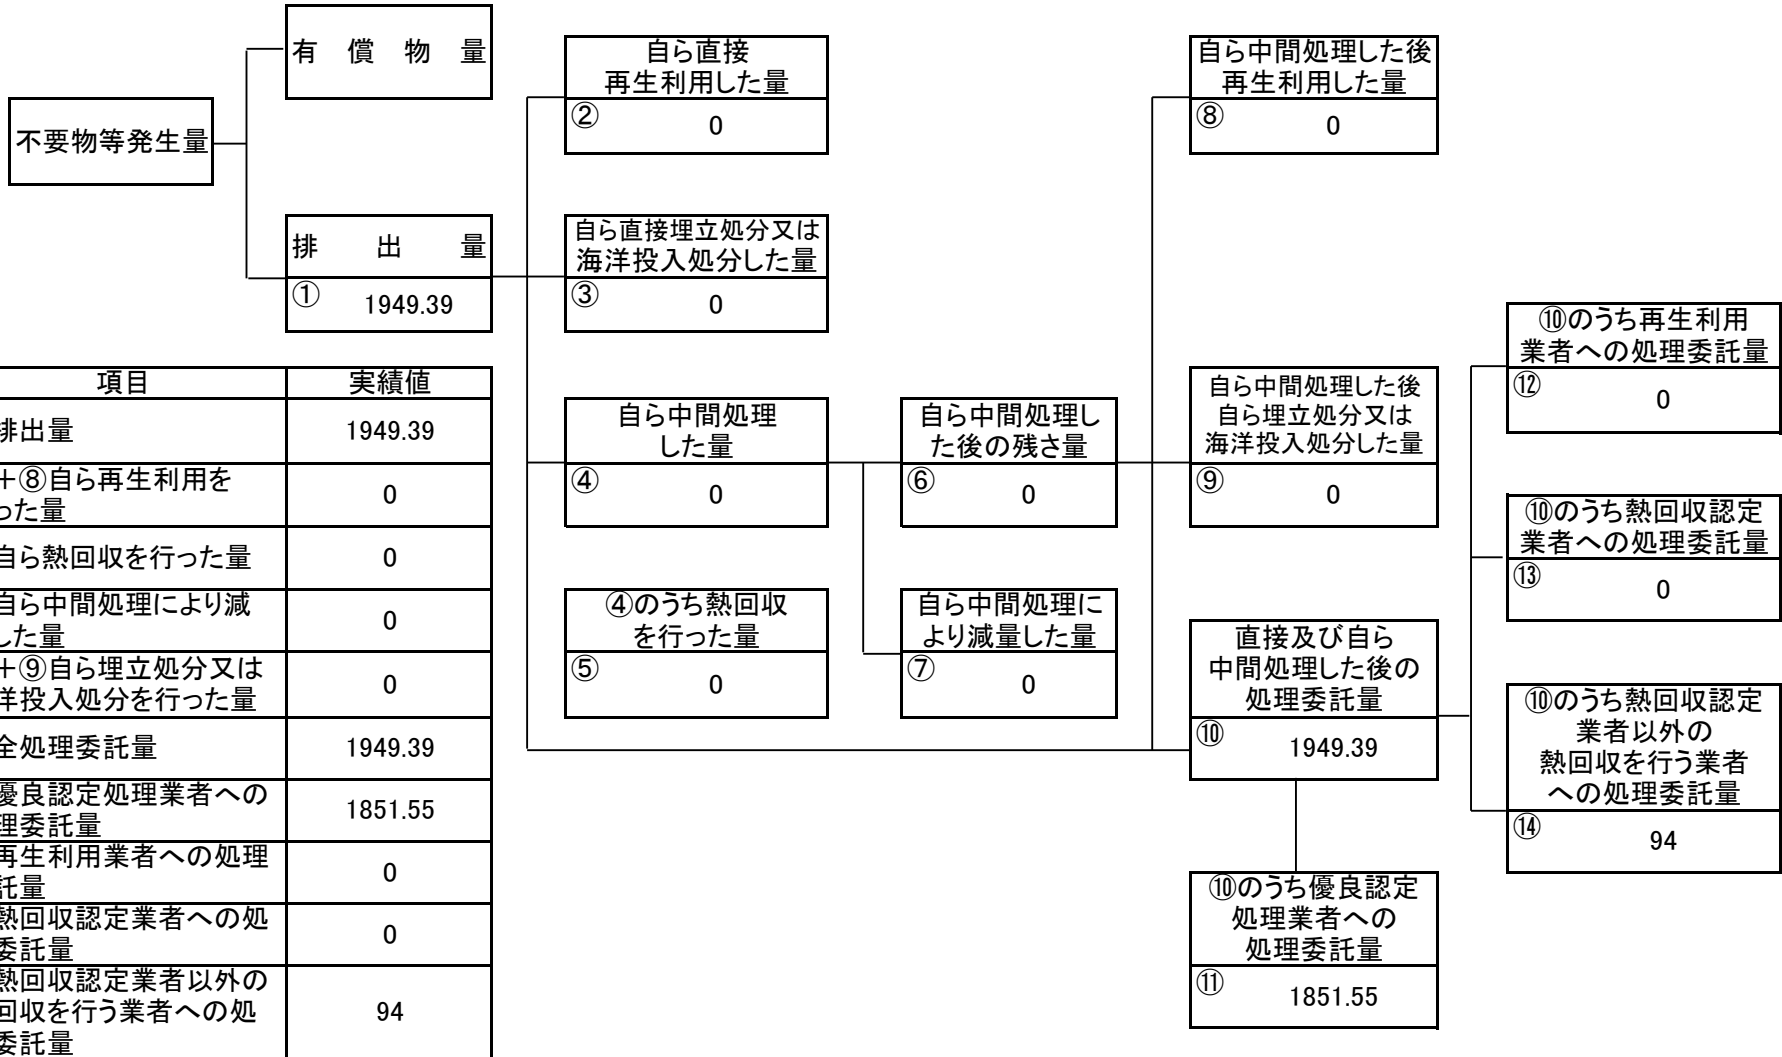 不要物等発生量
有償物量
排出量
① 1949.39
自ら直接
再生利用した量
② 0
自ら直接埋立処分又は
海洋投入処分した量
③ 0
自ら中間処理
した量
④ 0
④のうち熱回収
を行った量
⑤ 0
自ら中間処理し
た後の残さ量
⑥ 0
自ら中間処理に
より減量した量
⑦ 0
自ら中間処理した後
再生利用した量
⑧ 0
自ら中間処理した後
自ら埋立処分又は
海洋投入処分した量
⑨ 0
直接及び自ら
中間処理した後の
処理委託量
⑩ 1949.39
⑩のうち優良認定
処理業者への
処理委託量
⑪ 1851.55
⑩のうち再生利用
業者への処理委託量
⑫ 0
⑩のうち熱回収認定
業者への処理委託量
⑬ 0
⑩のうち熱回収認定
業者以外の
熱回収を行う業者
への処理委託量
⑭ 94
項目 実績値
排出量 1949.39
+⑧自ら再生利用を
った量 0
自ら熱回収を行った量 0
自ら中間処理により減
した量 0
+⑨自ら埋立処分又は
洋投入処分を行った量 0
全処理委託量 1949.39
優良認定処理業者への
理委託量 1851.55
再生利用業者への処理
託量 0
熱回収認定業者への処
委託量 0
熱回収認定業者以外の
回収を行う業者への処
委託量 94